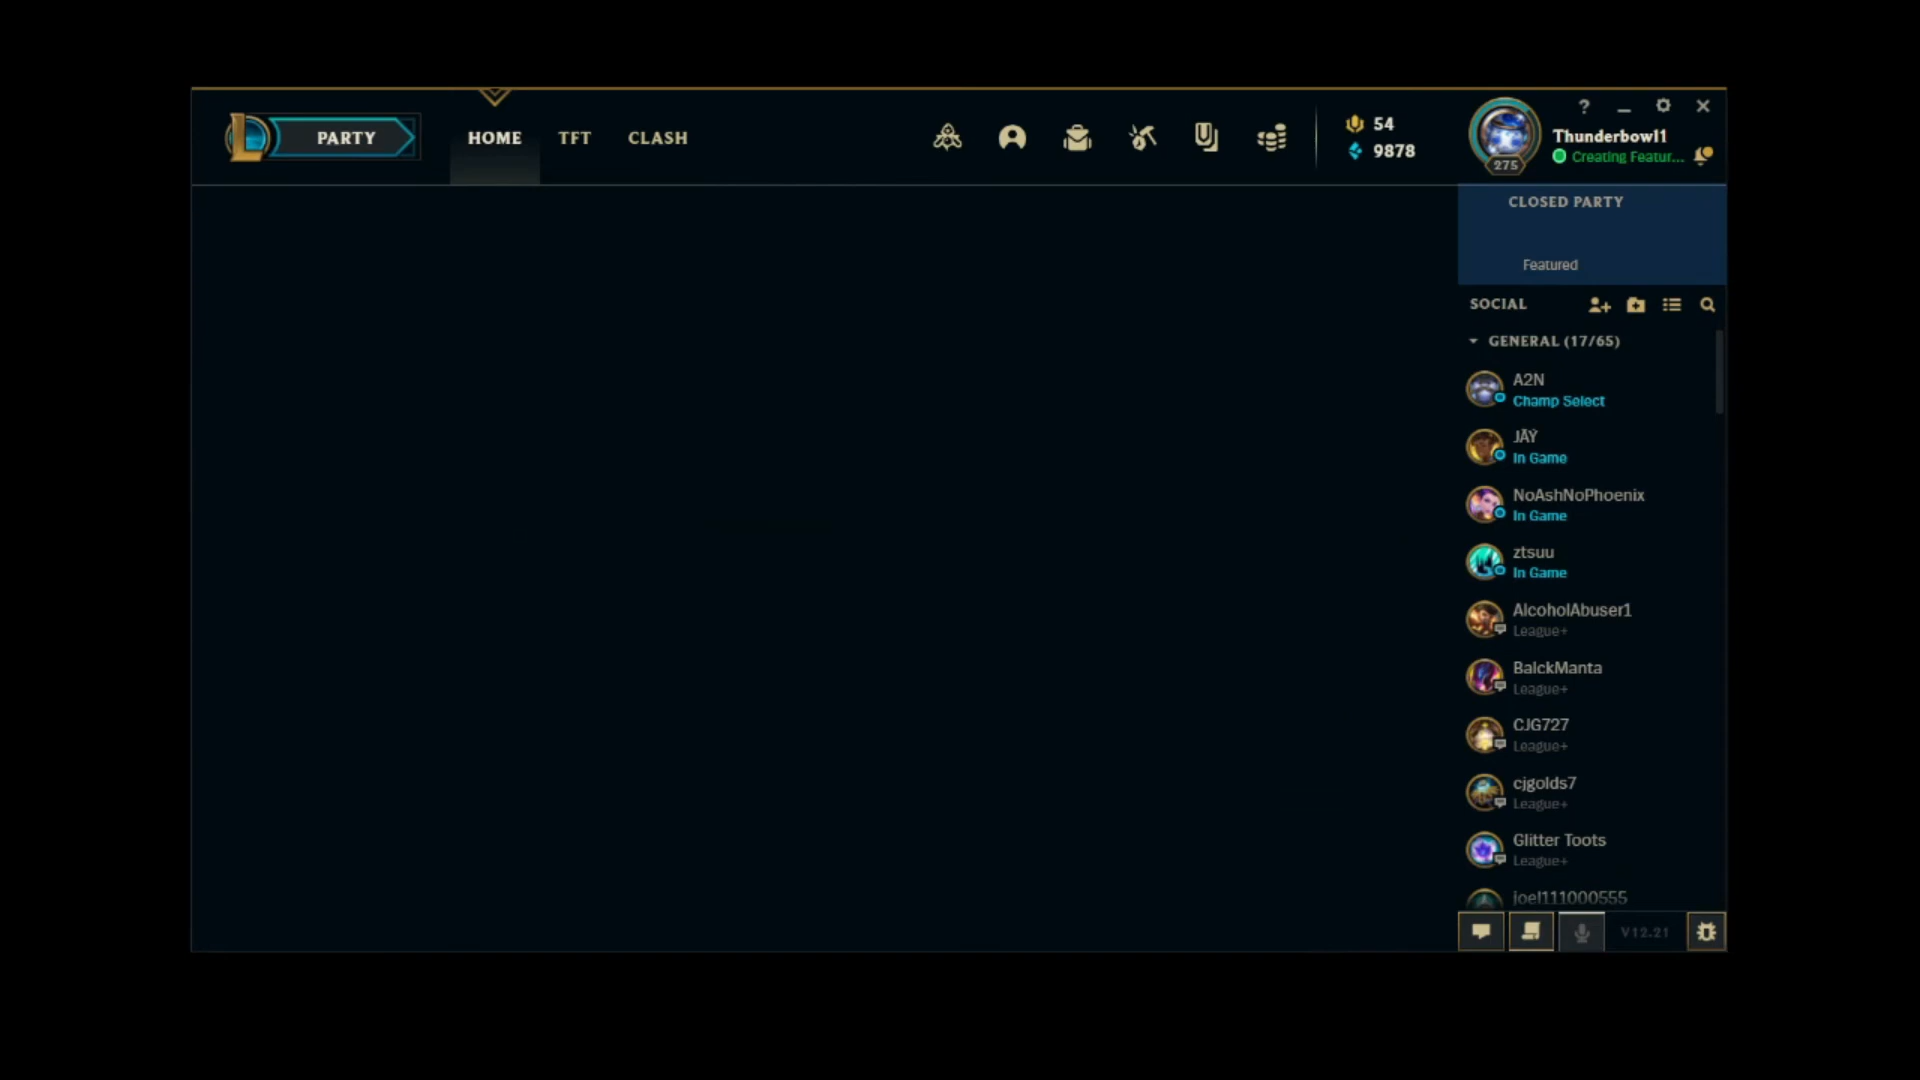 PARTY
HOME
TFT
CLASH
54
9878
275
Thunderbowl1
Creating Featur...
CLOSED PARTY
Featured
SOCIAL
GENERAL (17/65)
A2N
Champ Select
JÄŸ
In Game
NoAshNoPhoenix
In Game
ztsuu
In Game
AlcoholAbuser1
League+
BalckManta
League+
CJG727
League+
cjgolds7
League+
Glitter Toots
League+
joel111000555
V12.21